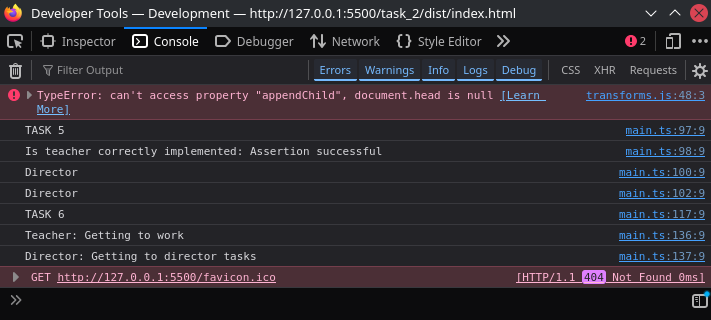 Developer Tools — Development — http://127.0.0.1:5500/task_2/dist/index.html
Inspector Console Debugger Network Style Editor 2
Filter Output Errors Warnings Info Logs Debug CSS XHR Requests
TypeError: can't access property "appendChild", document.head is null [Learn transforms.js:48:3
More]
TASK 5 main.ts:97:9
Is teacher correctly implemented: Assertion successful main.ts:98:9
Director main.ts:100:9
Director main.ts:102:9
TASK 6 main.ts:117:9
Teacher: Getting to work main.ts:136:9
Director: Getting to director tasks main.ts:137:9
GET http://127.0.0.1:5500/favicon.ico [HTTP/1.1 404 Not Found 0ms]